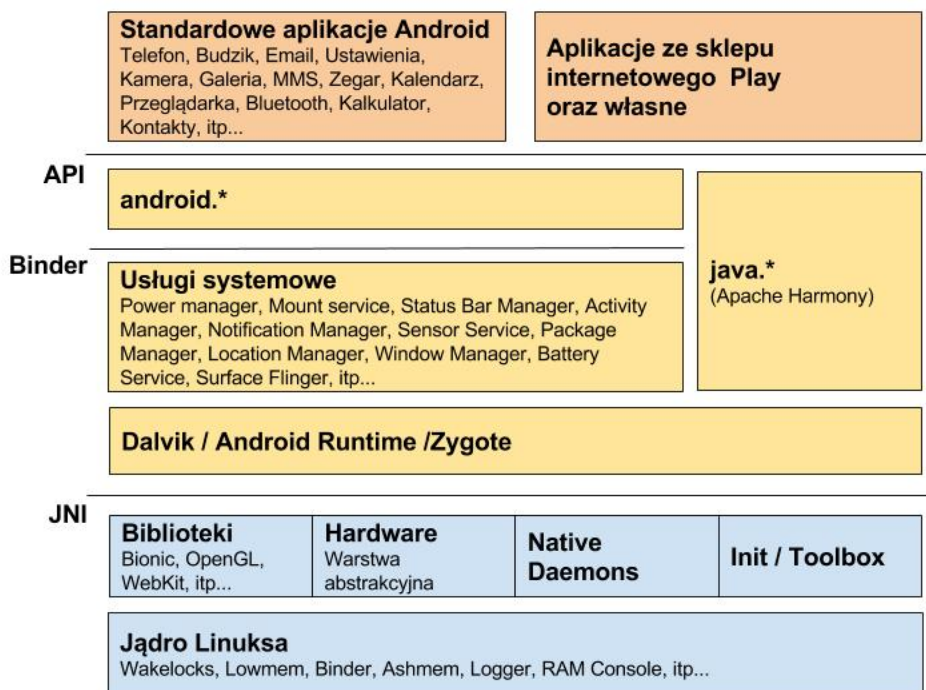 Standardowe aplikacje Android
Telefon, Budzik, Email, Ustawienia,
Kamera, Galeria, MMS, Zegar, Kalendarz,
Przeglądarka, Bluetooth, Kalkulator,
Kontakty, itp...
Aplikacje ze sklepu
internetowego Play
oraz własne
API
android.*
java.*
(Apache Harmony)
Binder
Usługi systemowe
Power manager, Mount service, Status Bar Manager, Activity
Manager, Notification Manager, Sensor Service, Package
Manager, Location Manager, Window Manager, Battery
Service, Surface Flinger, itp...
Dalvik / Android Runtime /Zygote
JNI
Biblioteki
Bionic, OpenGL,
WebKit, itp...
Hardware
Warstwa
abstrakcyjna
Native
Daemons
Init / Toolbox
Jądro Linuksa
Wakelocks, Lowmem, Binder, Ashmem, Logger, RAM Console, itp...